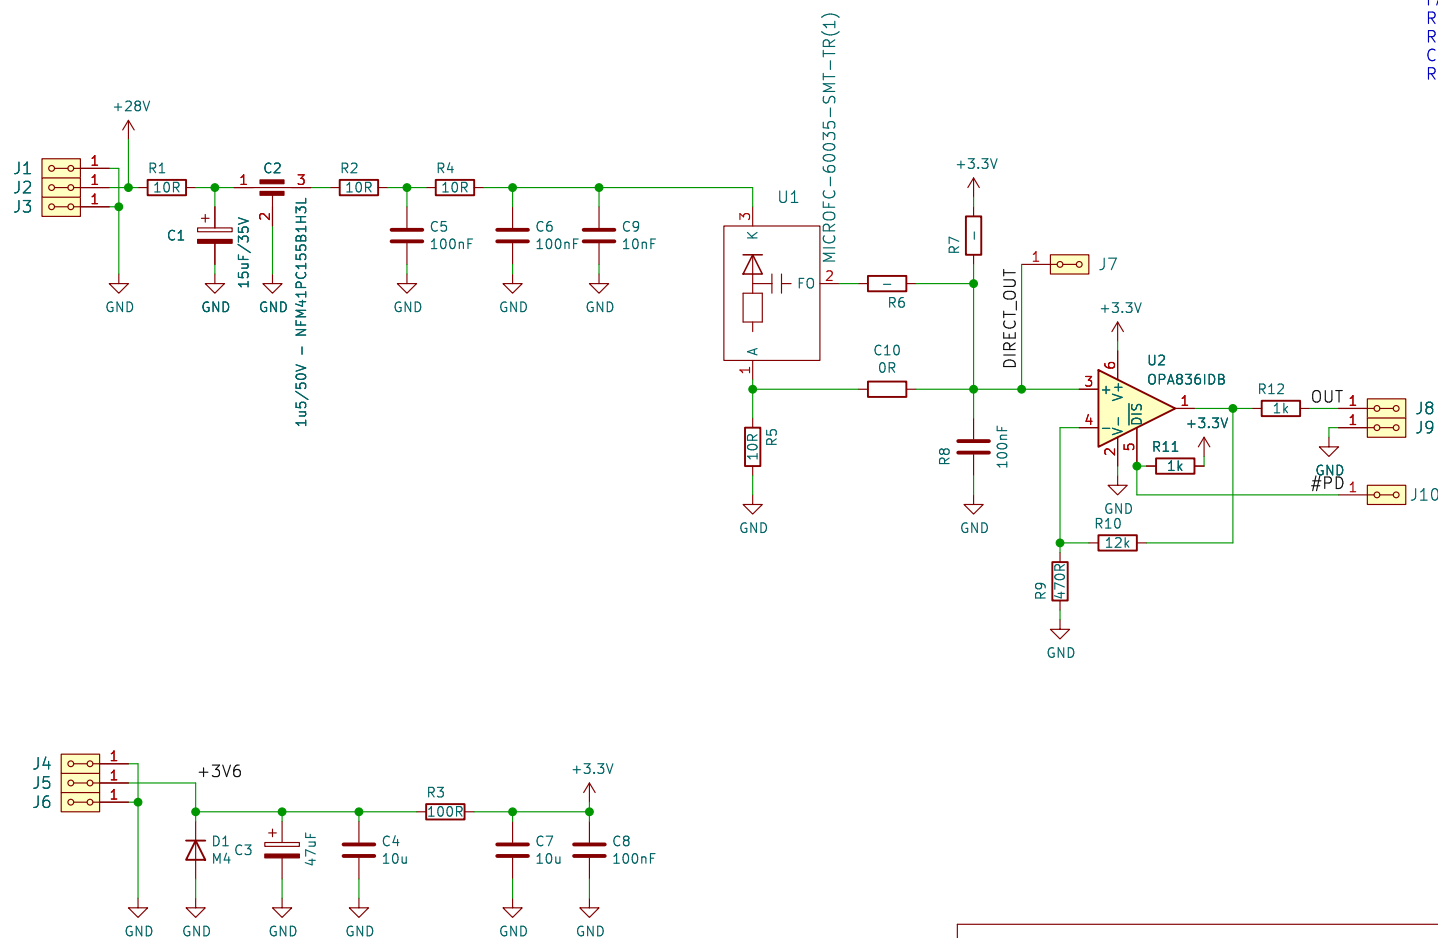 R
R
C
R
+28V
J1
J2
J3
1
1
1
R1
10R
C1
+
15uF/35V
C2
1
3
2
1u5/50V - NFM41PC155B1H3L
R2
10R
R4
10R
C5
100nF
C6
100nF
C9
10nF
GND
GND
GND
GND
GND
GND
U1
MICROFC-60035-SMT-TR(1)
3
K
FO
2
A
1
R6
-
+3.3V
R7
-
C10
0R
R5
10R
GND
R8
100nF
GND
DIRECT_OUT
1
J7
+3.3V
U2
OPA836IDB
6
3
+
V+
4
-
V-
DIS
1
2
5
GND
R11
1k
+3.3V
R12
1k
OUT
1
J8
1
J9
GND
#PD
1
J10
R10
12k
R9
470R
GND
J4
J5
J6
1
1
1
+3V6
D1
M4
C3
+
47uF
C4
10u
R3
100R
C7
10u
+3.3V
C8
100nF
GND
GND
GND
GND
GND
GND